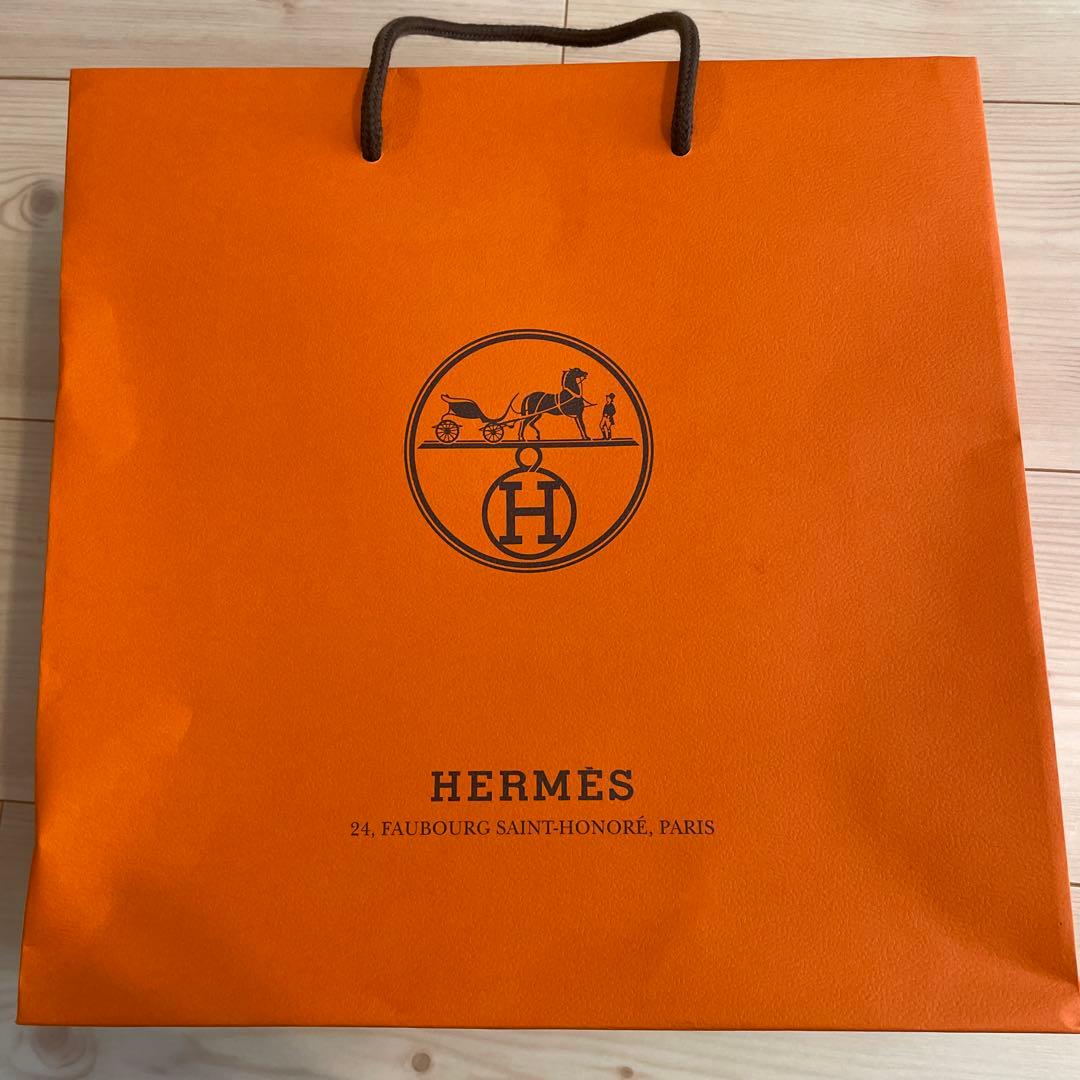 H
HERMÈS
24, FAUBOURG SAINT-HONORÉ, PARIS